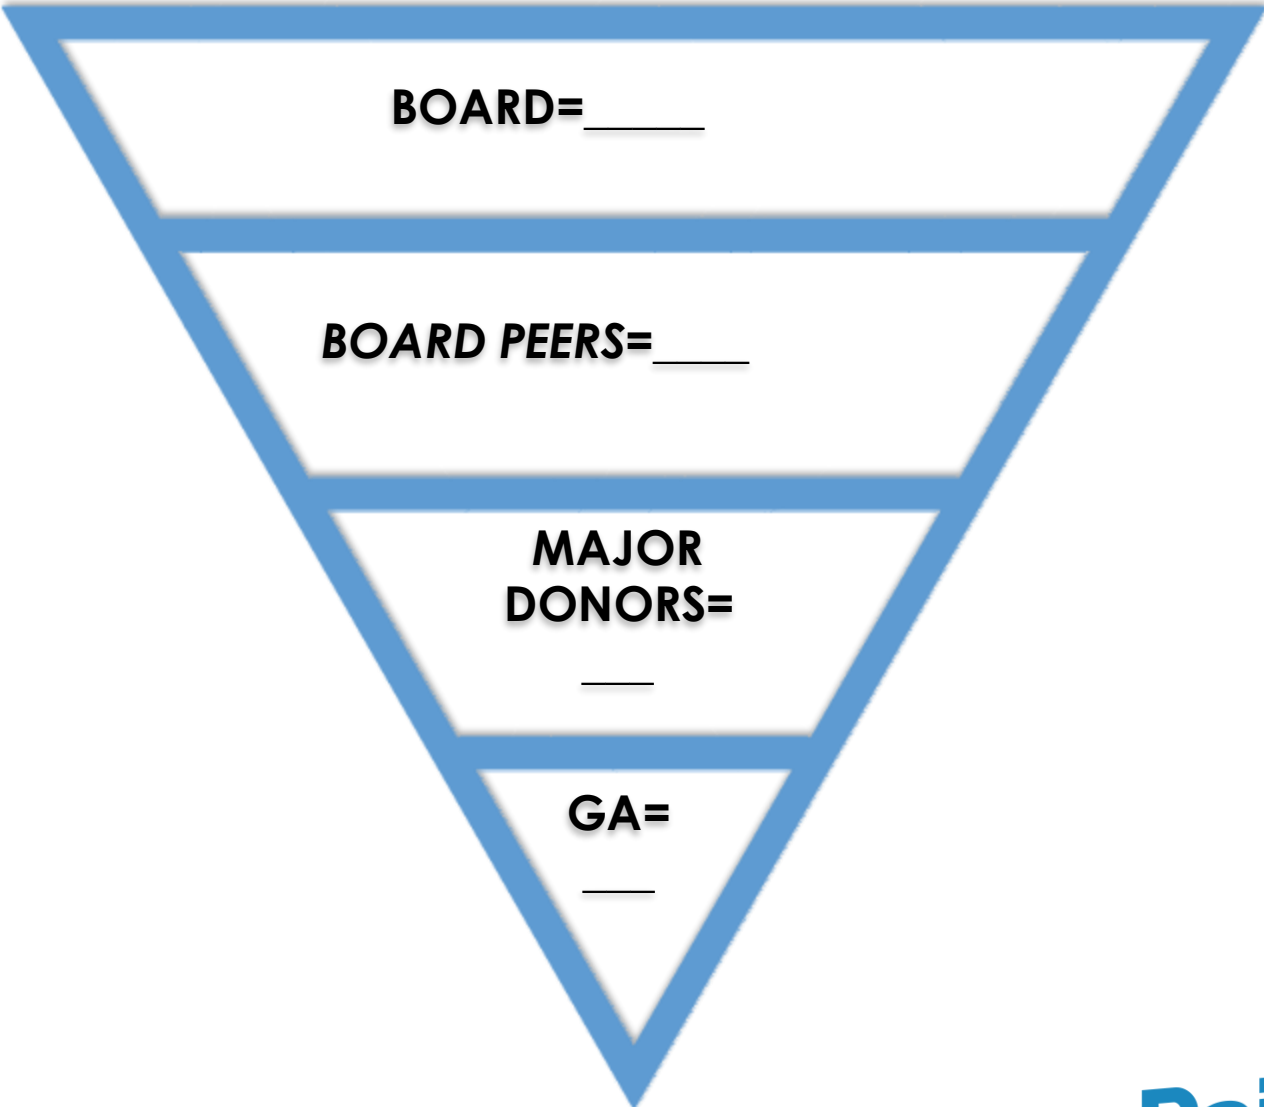 BOARD=_____
BOARD PEERS=____
MAJOR
DONORS=
___
GA=
___